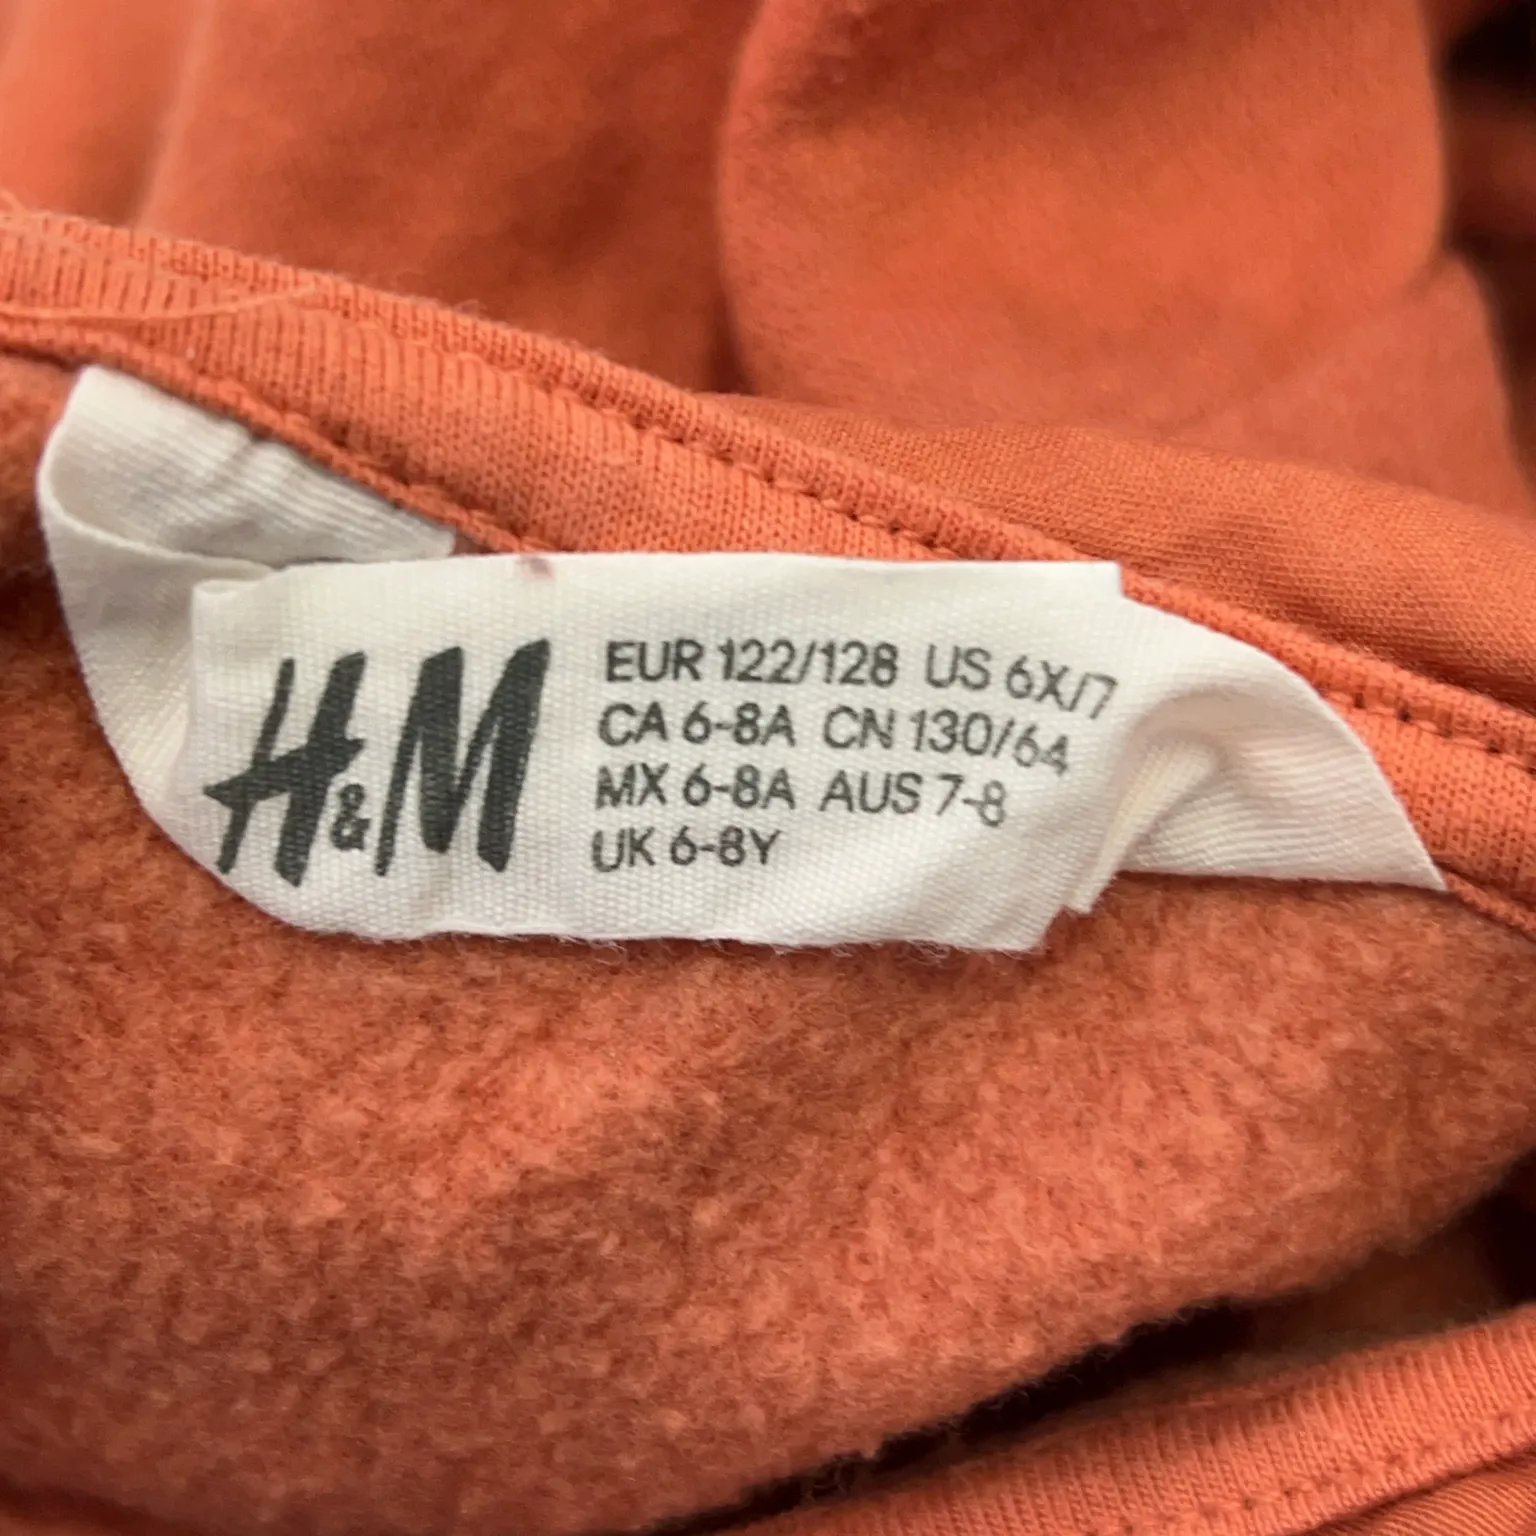 H&M
EUR 122/128 US 6X/7
CA 6-8A CN 130/64
MX 6-8A AUS 7-8
UK 6-8Y